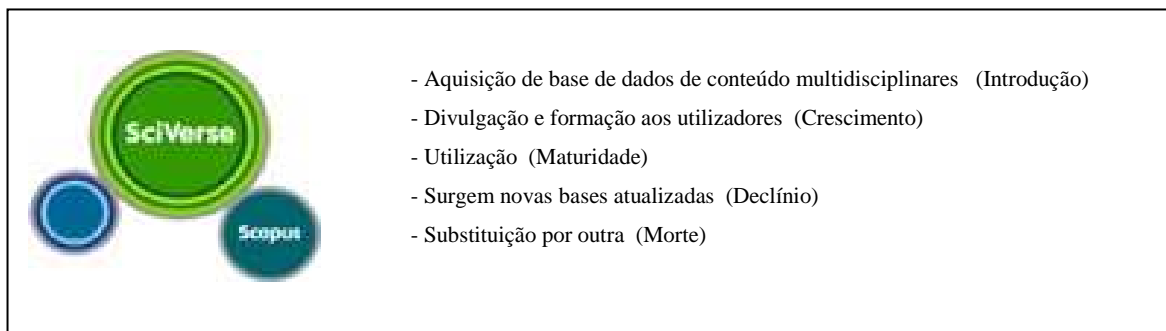 SciVerse
Scopus
- Aquisição de base de dados de conteúdo multidisciplinares (Introdução)
- Divulgação e formação aos utilizadores (Crescimento)
- Utilização (Maturidade)
- Surgem novas bases atualizadas (Declínio)
- Substituição por outra (Morte)